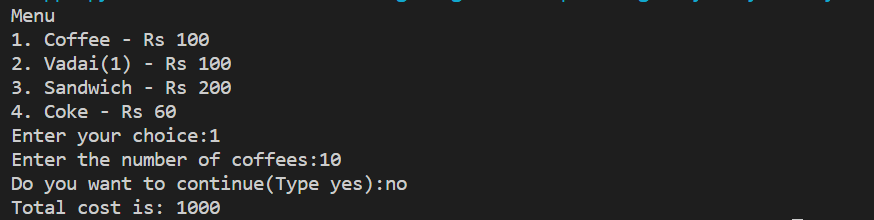 Menu
1. Coffee - Rs 100
2. Vadai(1) - Rs 100
3. Sandwich - Rs 200
4. Coke - Rs 60
Enter your choice:1
Enter the number of coffees:10
Do you want to continue(Type yes):no
Total cost is: 1000